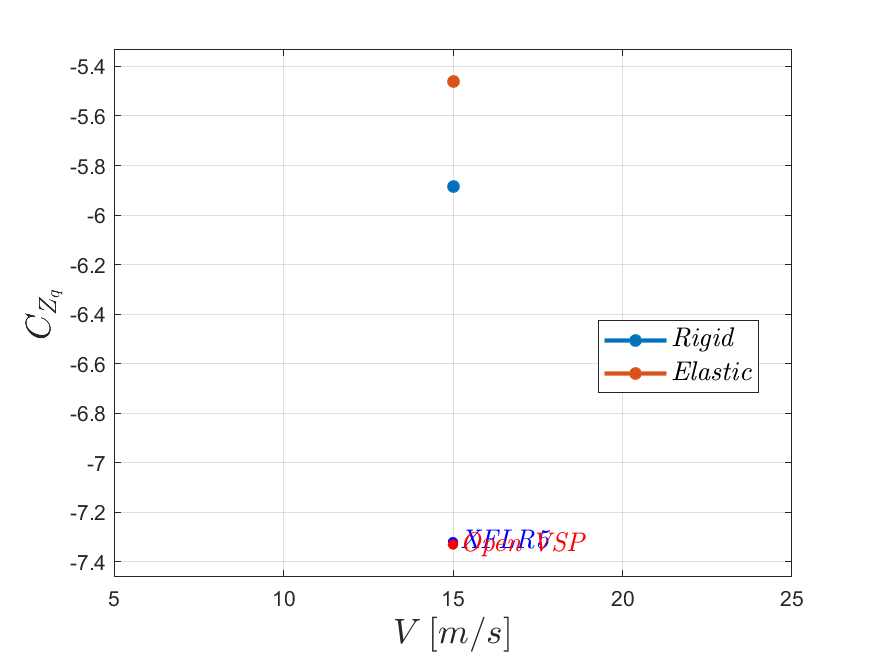 -5.4
-5.6
-5.8
-6
-6.2
-6.4
-6.6
-6.8
-7
-7.2
-7.4
C_{Z_q}
Rigid
Elastic
XFLR5
Open VSP
5 10 15 20 25
V [m/s]